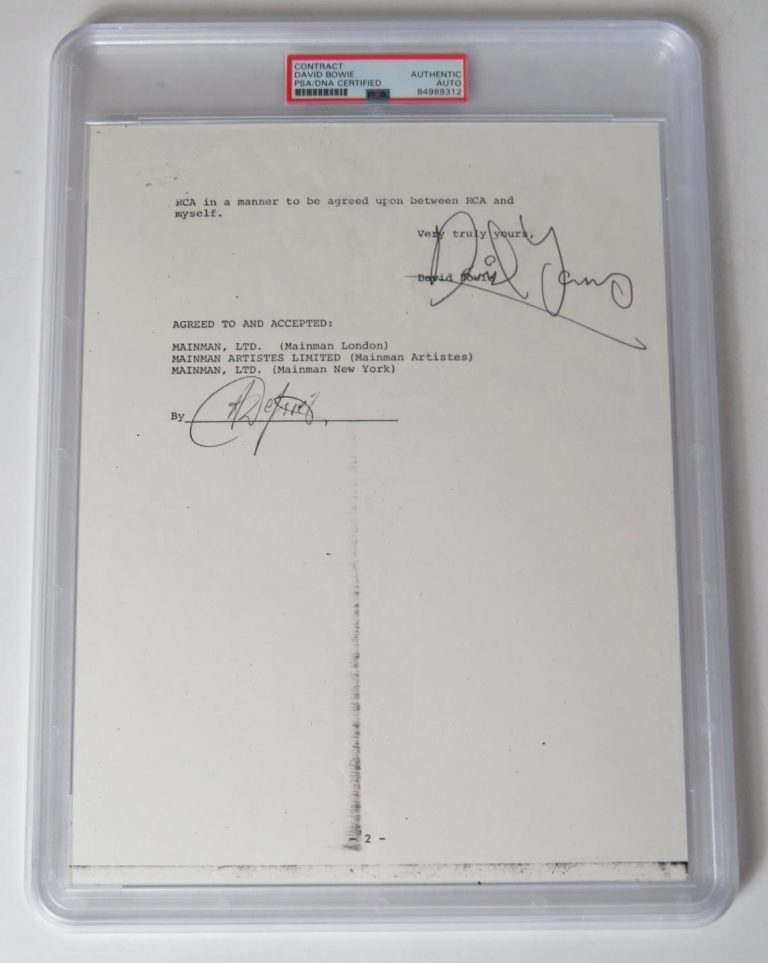 CONTRACT
DAVID BOWIE AUTHENTIC
PSA/DNA CERTIFIED AUTO
84988312
RCA in a manner to be agreed upon between RCA and
myself.
Very truly yours,
David Bowie
AGREED TO AND ACCEPTED:
MAINMAN, LTD. (Mainman London)
MAINMAN ARTISTES LIMITED (Mainman Artistes)
MAINMAN, LTD. (Mainman New York)
By
2 -